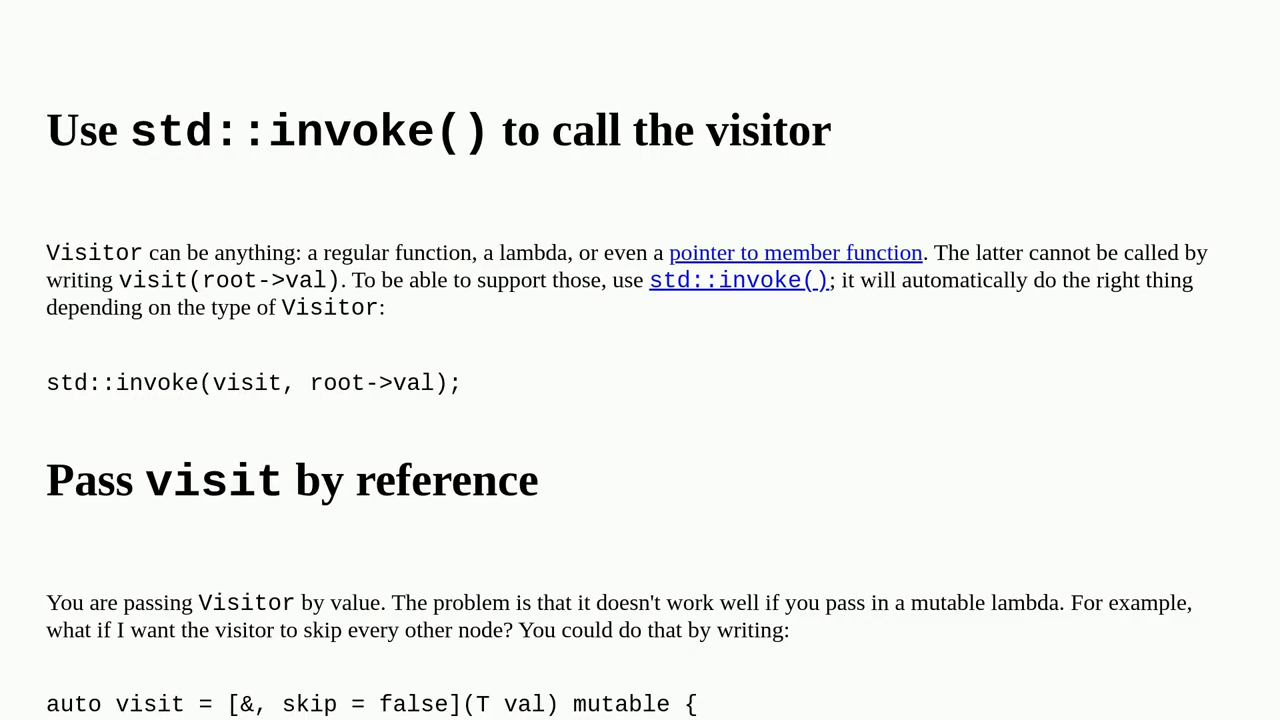 Use std::invoke() to call the visitor
Visitor can be anything: a regular function, a lambda, or even a pointer to member function. The latter cannot be called by
writing visit(root->val). To be able to support those, use std::invoke(); it will automatically do the right thing
depending on the type of Visitor:
std::invoke(visit, root->val);
Pass visit by reference
You are passing Visitor by value. The problem is that it doesn't work well if you pass in a mutable lambda. For example,
what if I want the visitor to skip every other node? You could do that by writing:
auto visit = [&, skip = false](T val) mutable {